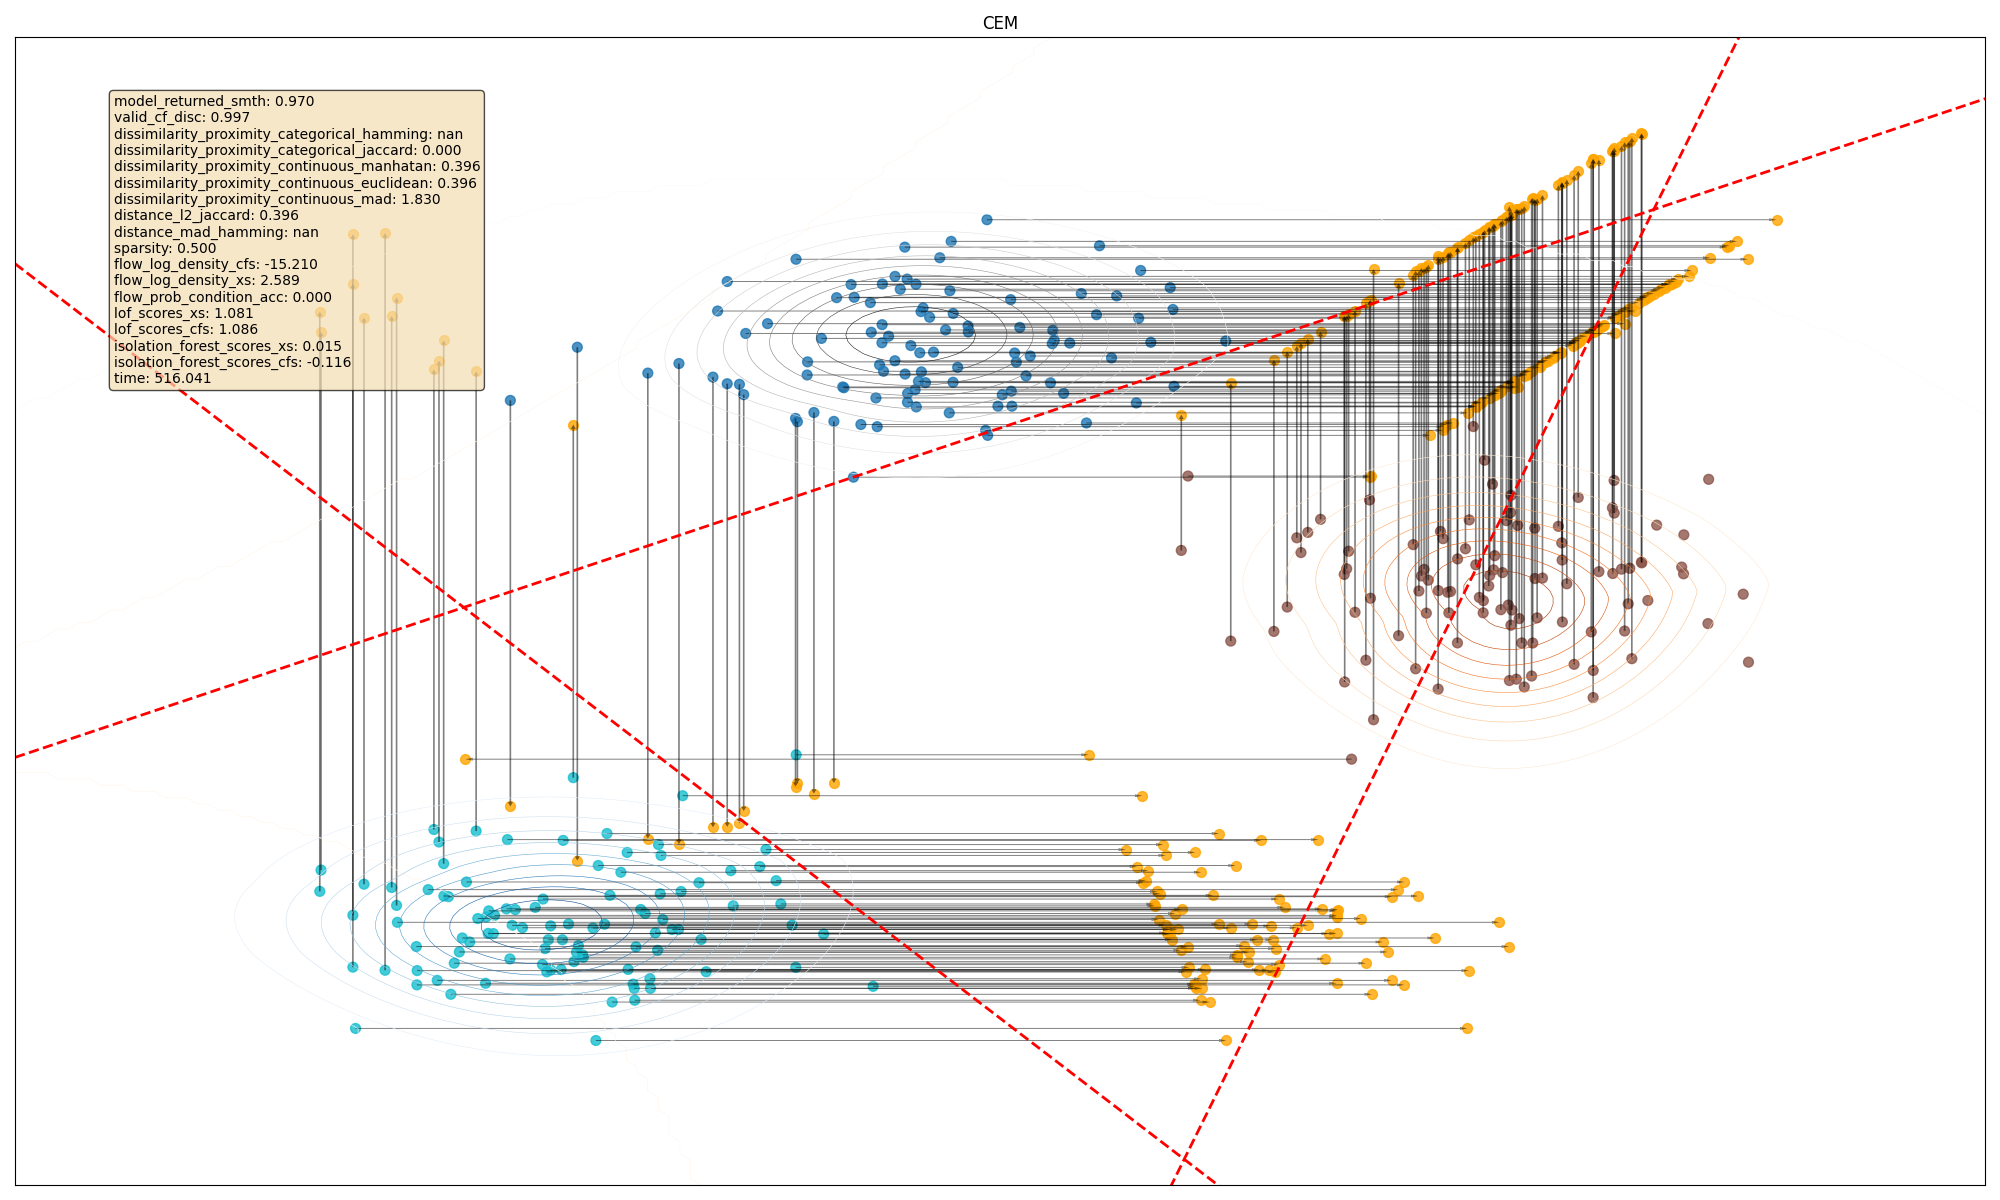 CEM
model_returned_smth: 0.970
valid_cf_disc: 0.997
dissimilarity_proximity_categorical_hamming: nan
dissimilarity_proximity_categorical_jaccard: 0.000
dissimilarity_proximity_continuous_manhatan: 0.396
dissimilarity_proximity_continuous_euclidean: 0.396
dissimilarity_proximity_continuous_mad: 1.830
distance_l2_jaccard: 0.396
distance_mad_hamming: nan
sparsity: 0.500
flow_log_density_cfs: -15.210
flow_log_density_xs: 2.589
flow_prob_condition_acc: 0.000
lof_scores_xs: 1.081
lof_scores_cfs: 1.086
isolation_forest_scores_xs: 0.015
isolation_forest_scores_cfs: -0.116
time: 516.041